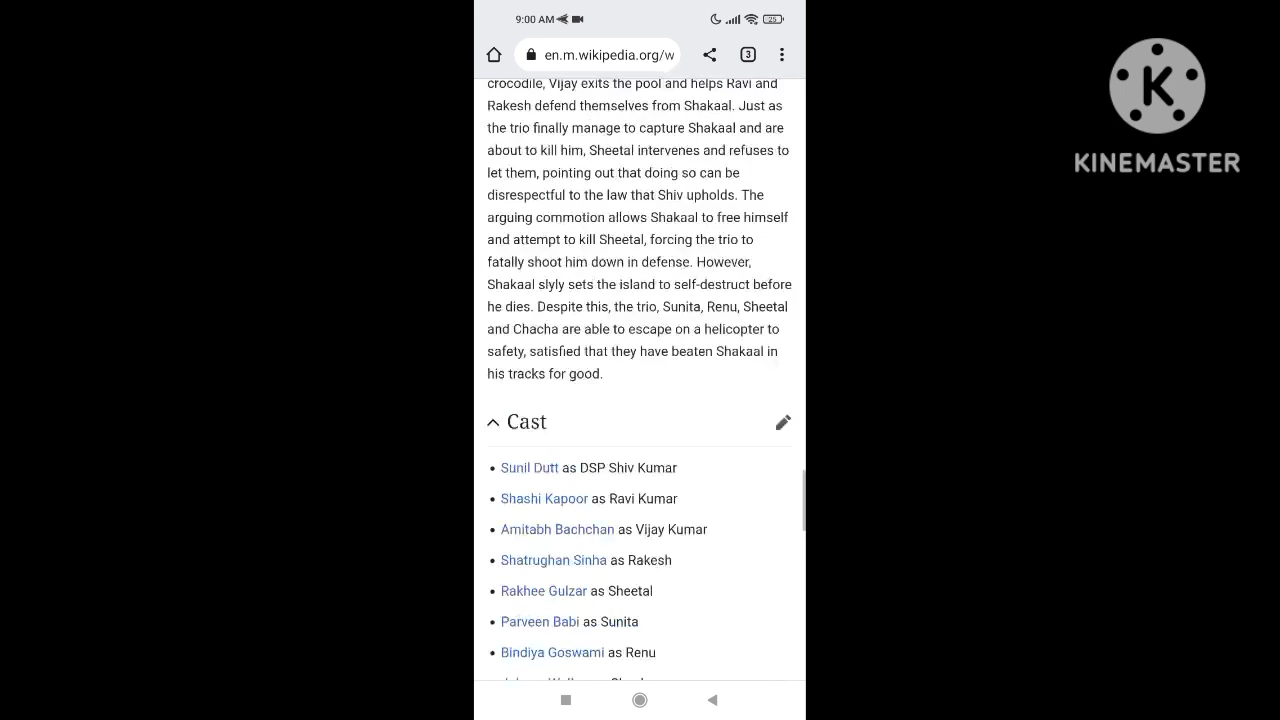 9:00 AM
25
en.m.wikipedia.org/w
3
K
KINEMASTER
crocodile, Vijay exits the pool and helps Ravi and
Rakesh defend themselves from Shakaal. Just as
the trio finally manage to capture Shakaal and are
about to kill him, Sheetal intervenes and refuses to
let them, pointing out that doing so can be
disrespectful to the law that Shiv upholds. The
arguing commotion allows Shakaal to free himself
and attempt to kill Sheetal, forcing the trio to
fatally shoot him down in defense. However,
Shakaal slyly sets the island to self-destruct before
he dies. Despite this, the trio, Sunita, Renu, Sheetal
and Chacha are able to escape on a helicopter to
safety, satisfied that they have beaten Shakaal in
his tracks for good.
Cast
• Sunil Dutt as DSP Shiv Kumar
• Shashi Kapoor as Ravi Kumar
• Amitabh Bachchan as Vijay Kumar
• Shatrughan Sinha as Rakesh
• Rakhee Gulzar as Sheetal
• Parveen Babi as Sunita
• Bindiya Goswami as Renu